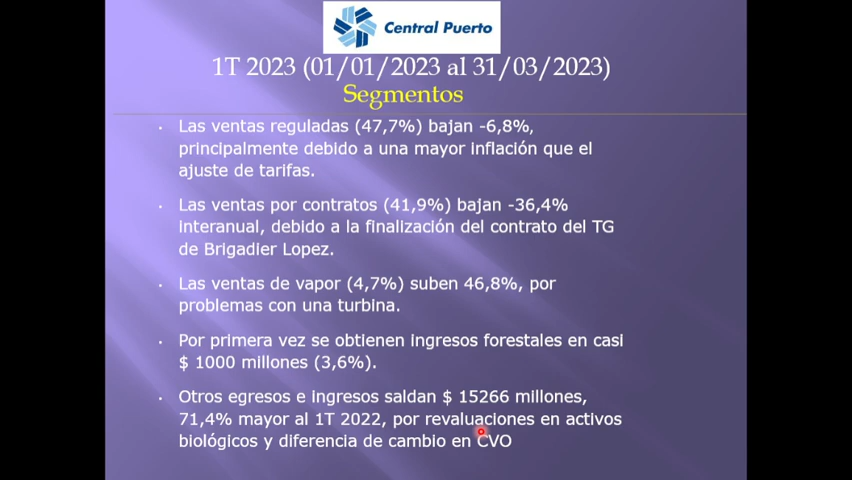 Central Puerto
1T 2023 (01/01/2023 al 31/03/2023)
Segmentos
• Las ventas reguladas (47,7%) bajan -6,8%,
principalmente debido a una mayor inflación que el
ajuste de tarifas.
• Las ventas por contratos (41,9%) bajan -36,4%
interanual, debido a la finalización del contrato del TG
de Brigadier Lopez.
• Las ventas de vapor (4,7%) suben 46,8%, por
problemas con una turbina.
• Por primera vez se obtienen ingresos forestales en casi
$ 1000 millones (3,6%).
• Otros egresos e ingresos saldan $ 15266 millones,
71,4% mayor al 1T 2022, por revaluaciones en activos
biológicos y diferencia de cambio en CVO